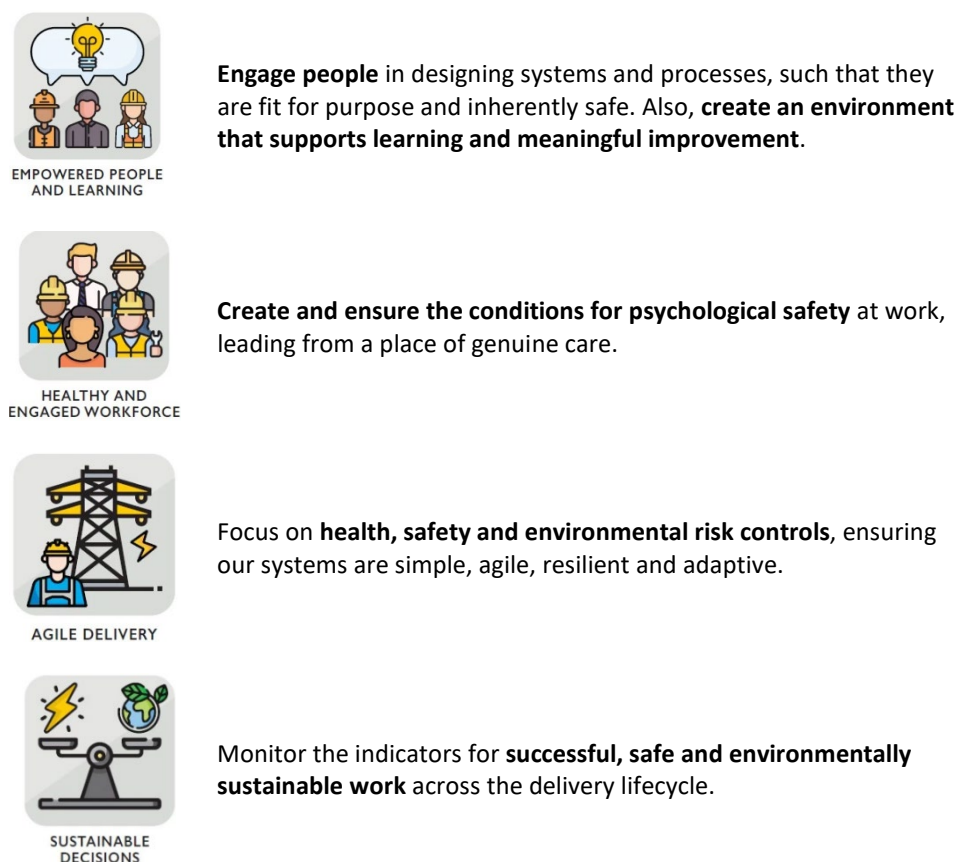 EMPOWERED PEOPLE
AND LEARNING
Engage people in designing systems and processes, such that they
are fit for purpose and inherently safe. Also, create an environment
that supports learning and meaningful improvement.
HEALTHY AND
ENGAGED WORKFORCE
Create and ensure the conditions for psychological safety at work,
leading from a place of genuine care.
AGILE DELIVERY
Focus on health, safety and environmental risk controls, ensuring
our systems are simple, agile, resilient and adaptive.
SUSTAINABLE
DECISIONS
Monitor the indicators for successful, safe and environmentally
sustainable work across the delivery lifecycle.